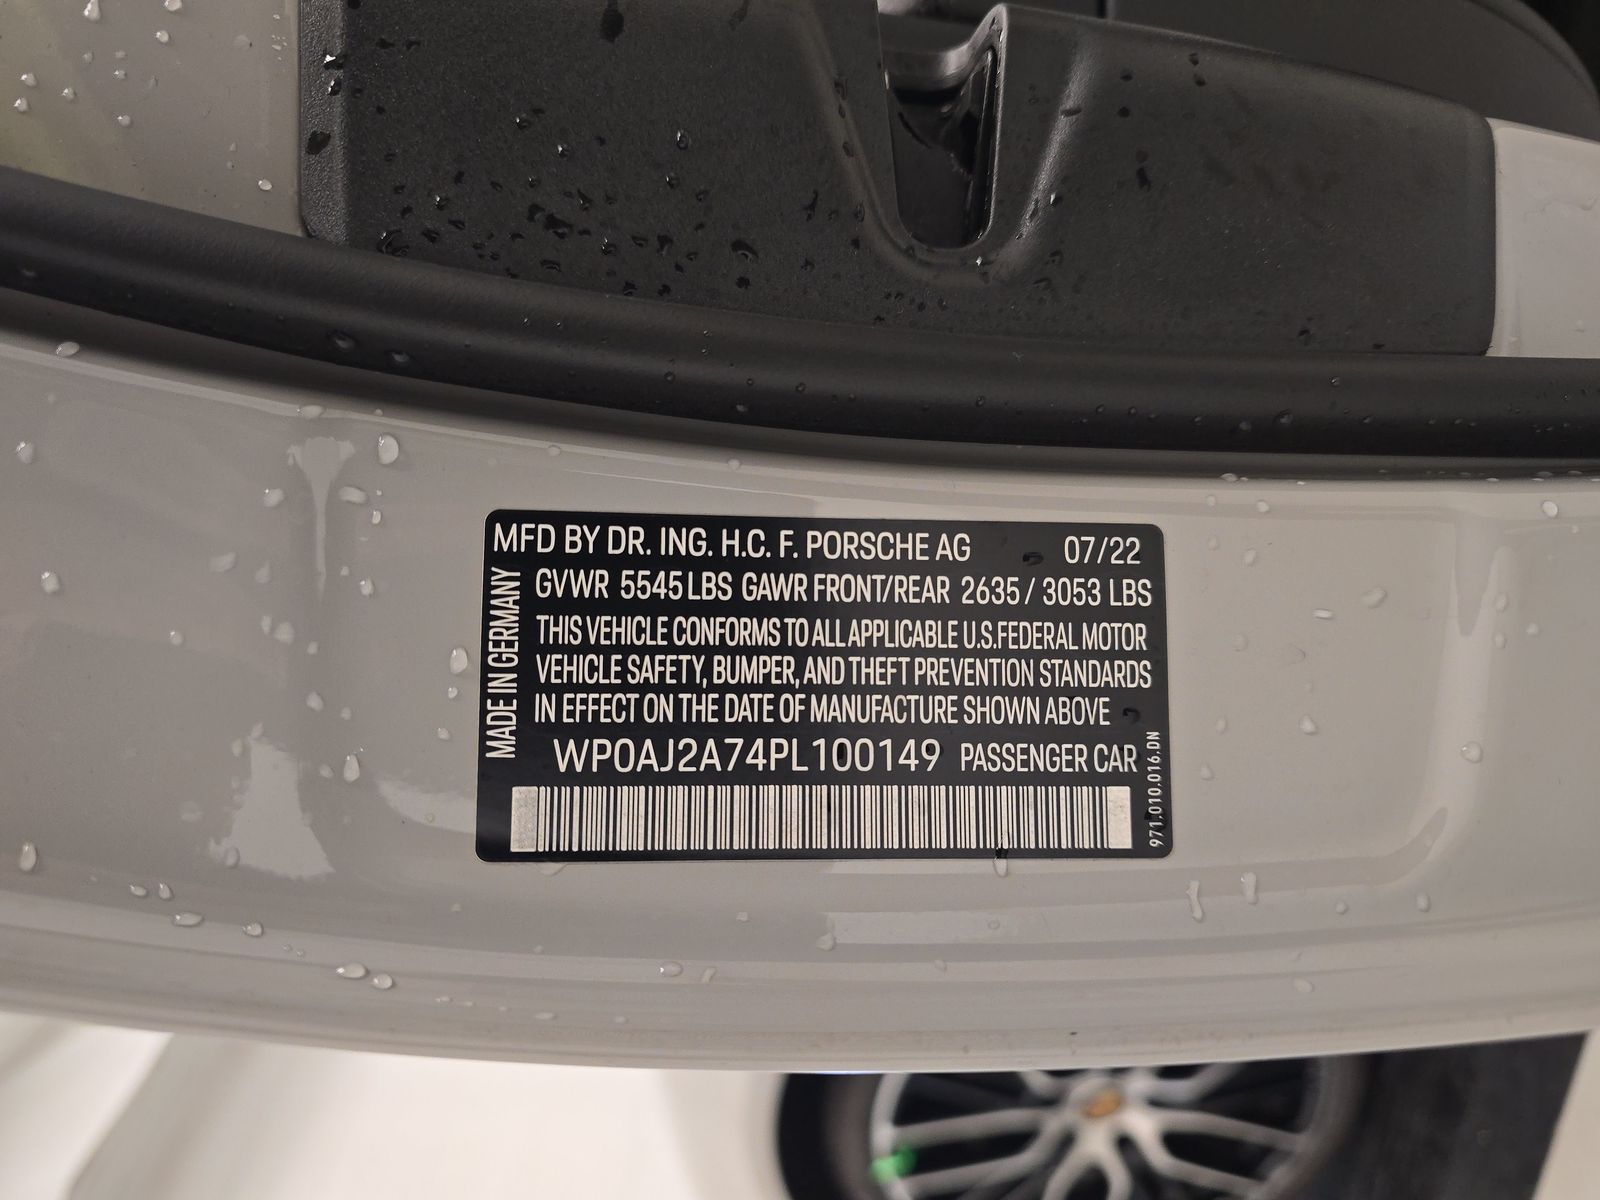 MFD BY DR. ING. H.C. F. PORSCHE AG 07/22
GVWR 5545 LBS GAWR FRONT/REAR 2635 / 3053 LBS
THIS VEHICLE CONFORMS TO ALL APPLICABLE U.S.FEDERAL MOTOR
VEHICLE SAFETY, BUMPER, AND THEFT PREVENTION STANDARDS
IN EFFECT ON THE DATE OF MANUFACTURE SHOWN ABOVE
WP0AJ2A74PL100149 PASSENGER CAR
MADE IN GERMANY
971.010.016.DN